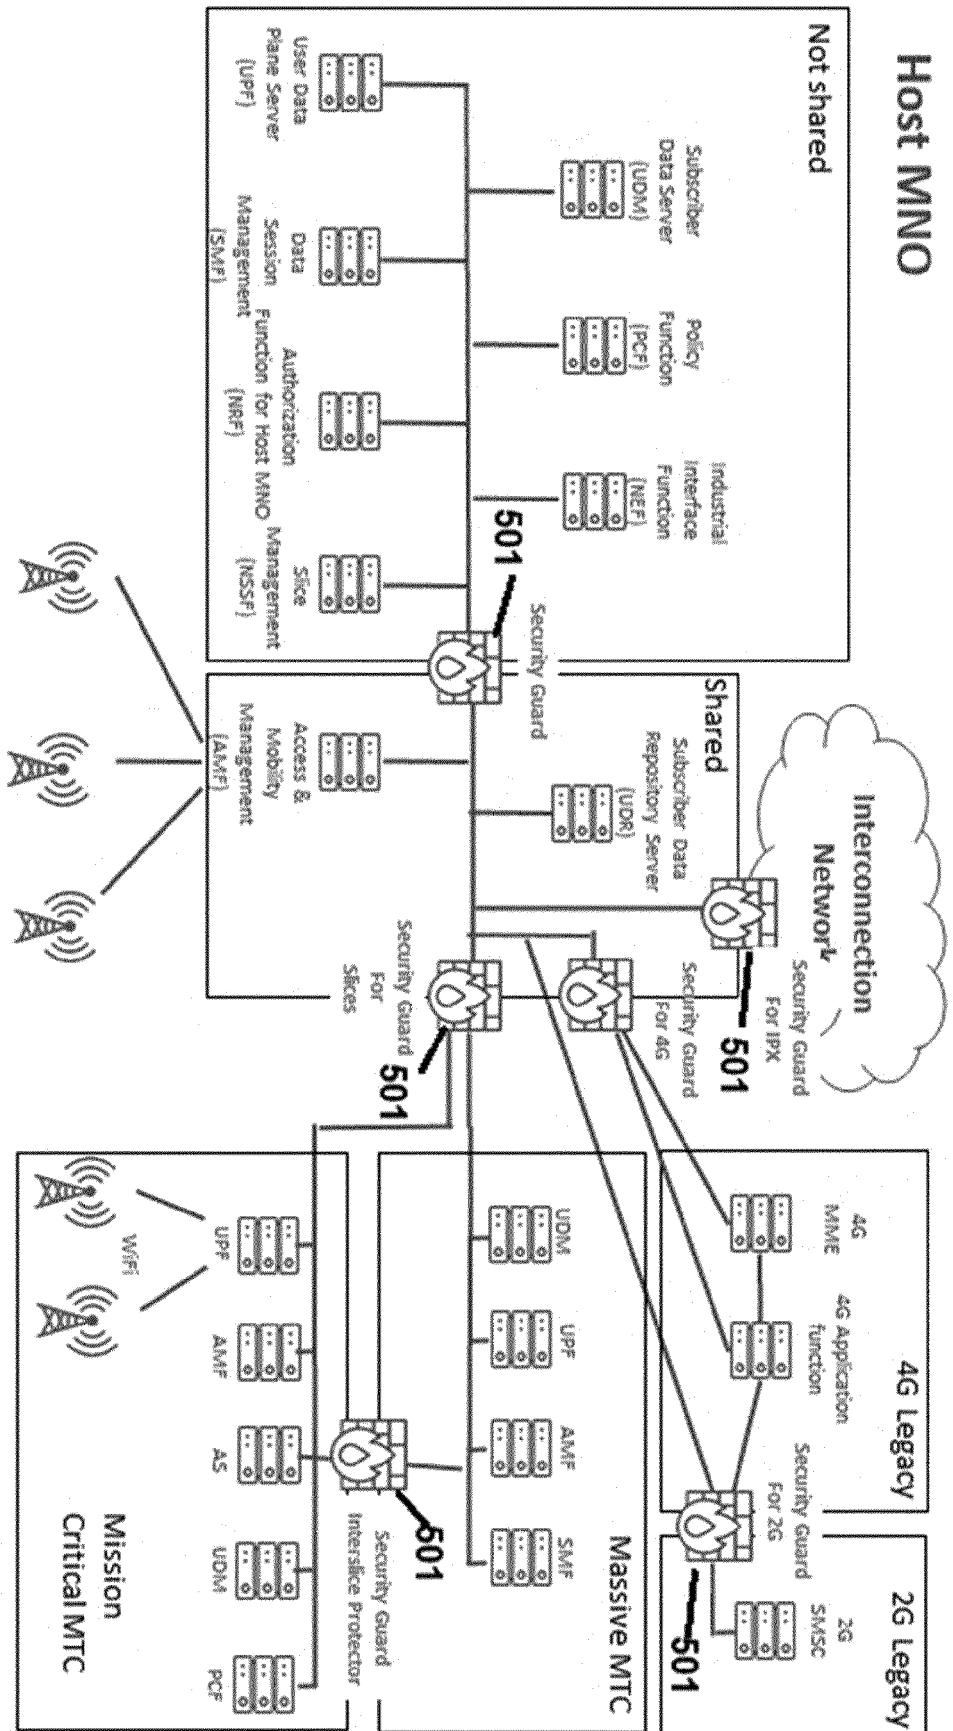 Host MNO
Not shared
Subscriber
Data Server
(UDM)
Policy
Function
(PCF)
Industrial
Interface
Function
(NEF)
501
Security Guard
User Data
Plane Server
(UPF)
Data
Session
Management
(SMF)
Authorization
Function for Host MNO
(NRF)
Slice
Management
(NSSF)
Interconnection
Network
Security Guard
For IPX
501
Shared
Subscriber Data
Repository Server
(UDR)
Security Guard
For 4G
Access &
Mobility
Management
(AMF)
Security Guard
For
Slices
501
4G Legacy
4G
MME
4G Application
function
Security Guard
For 2G
501
2G Legacy
2G
SMSC
Massive MTC
UDM
UPF
AMF
SMF
501
Security Guard
Interslice Protector
UPF
AMF
AS
UDM
PCF
WiFi
Mission
Critical MTC